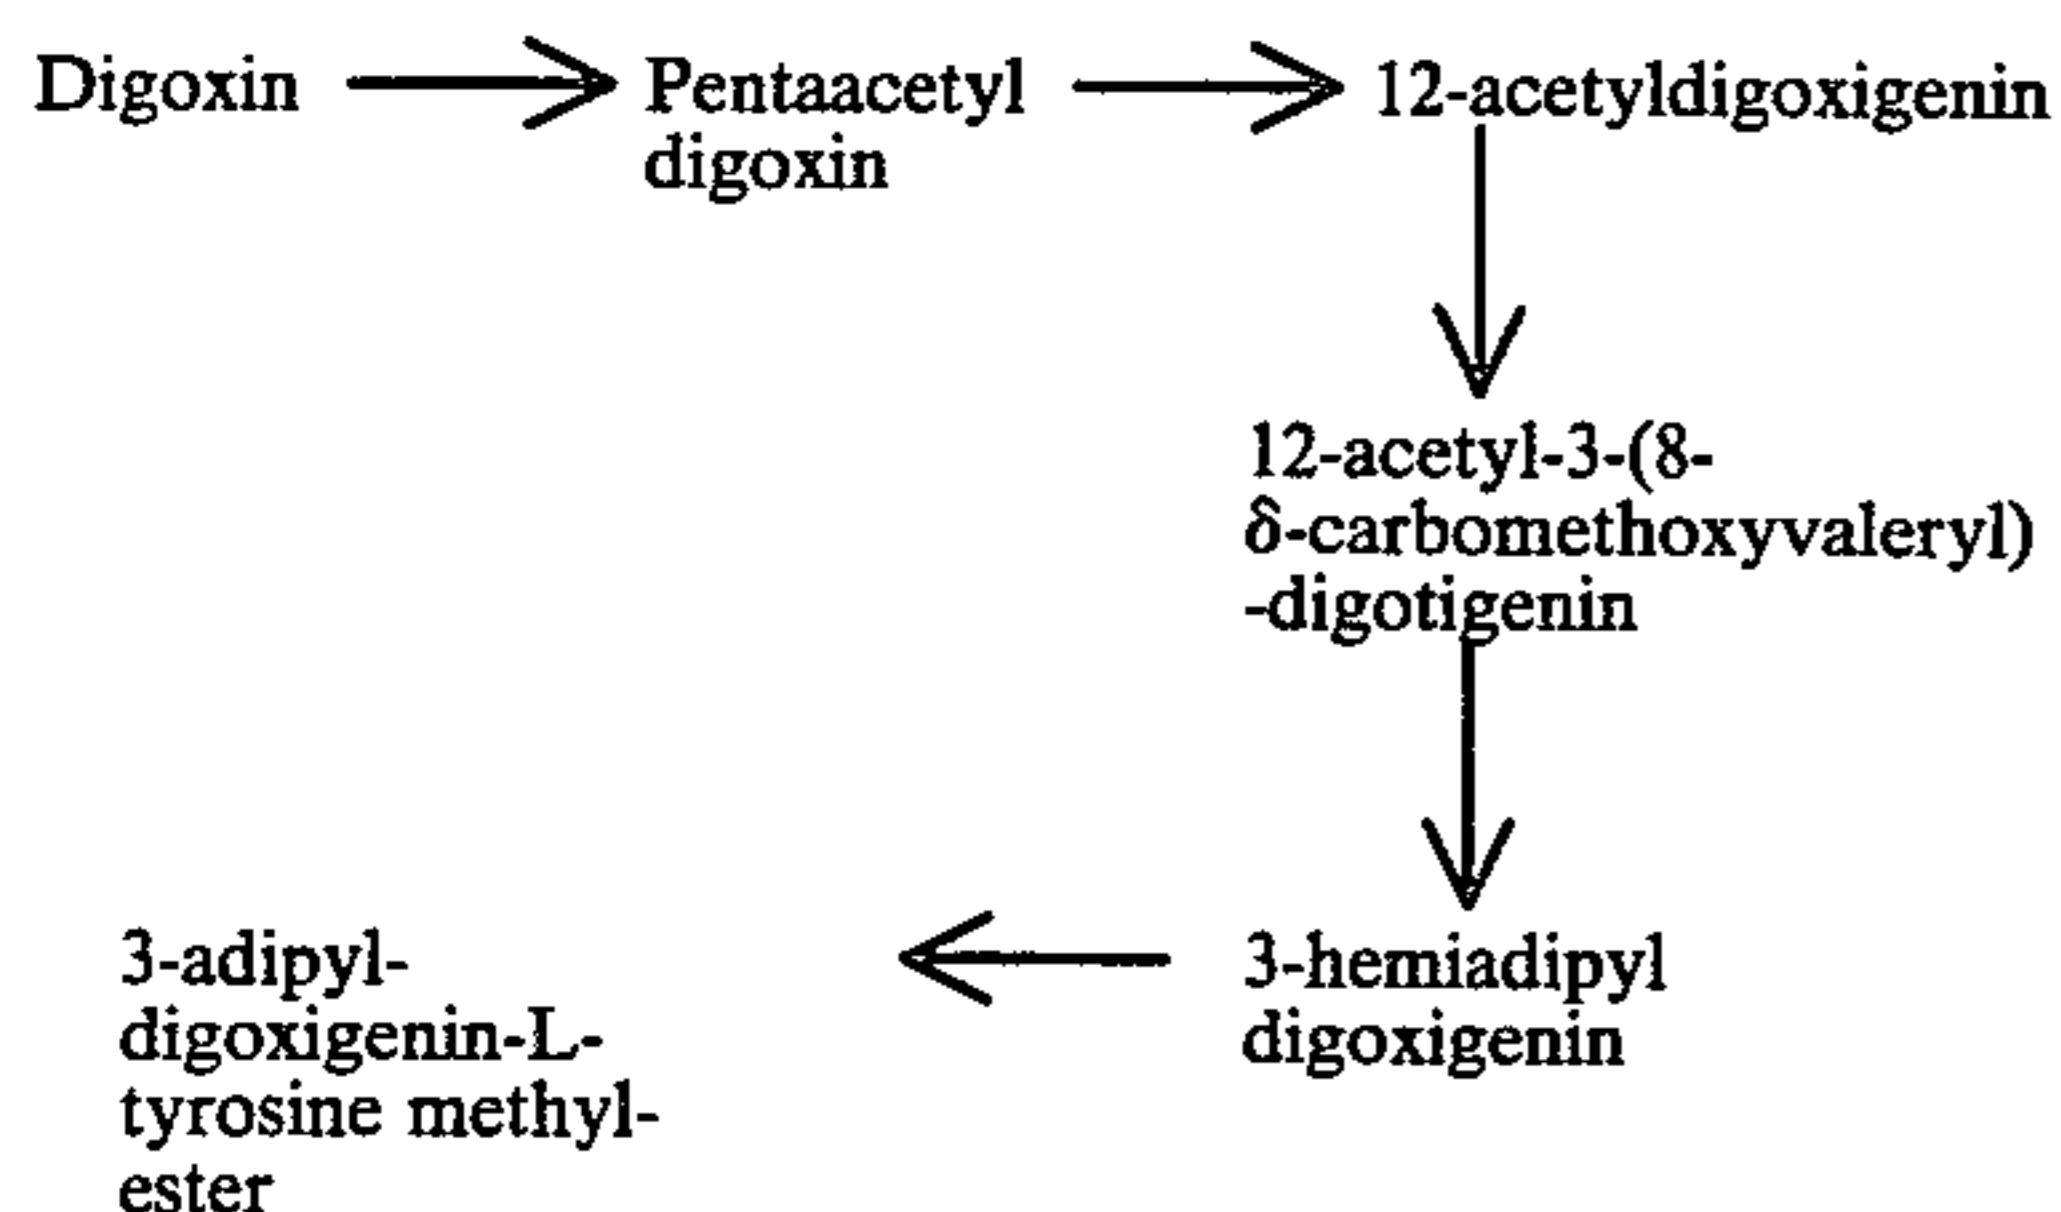 Digoxin
Pentaacetyl
digoxin
12-acetyldigoxigenin
12-acetyl-3-(8-
δ-carbomethoxyvaleryl)
-digotigenin
3-hemiadipyl
digoxigenin
3-adipyl-
digoxigenin-L-
tyrosine methyl-
ester